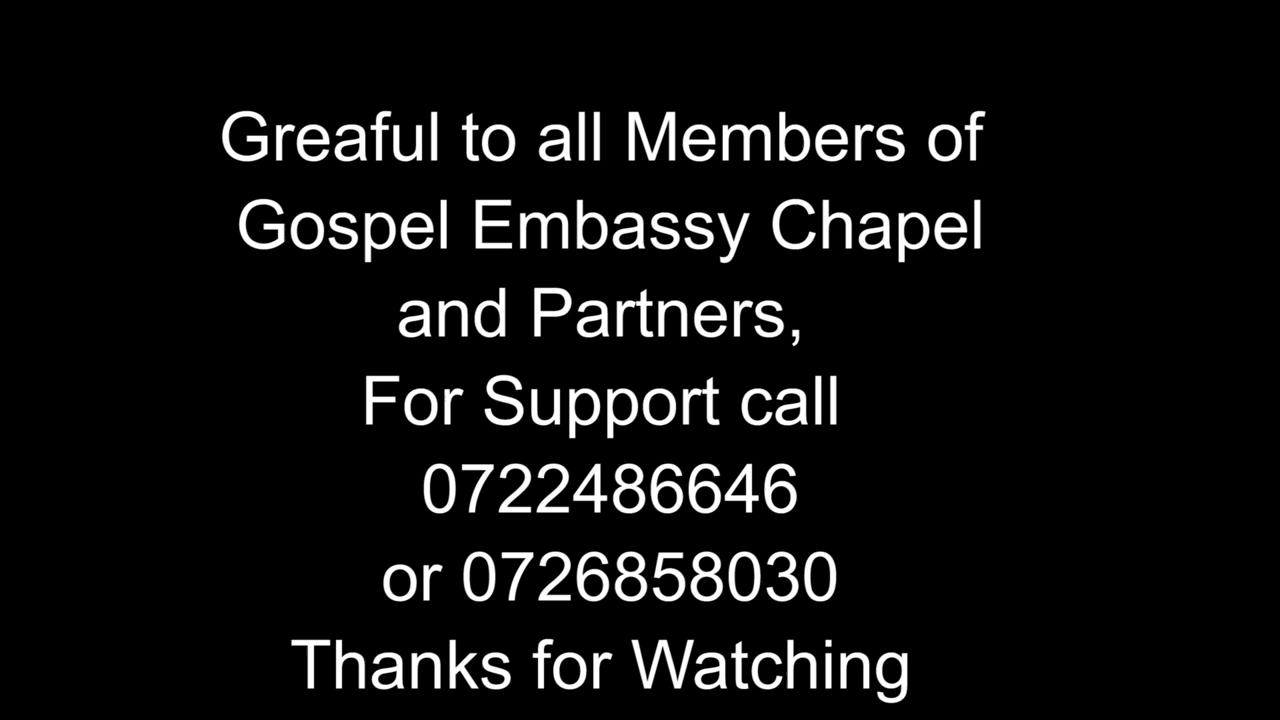 Greaful to all Members of
Gospel Embassy Chapel
and Partners,
For Support call
0722486646
or 0726858030
Thanks for Watching